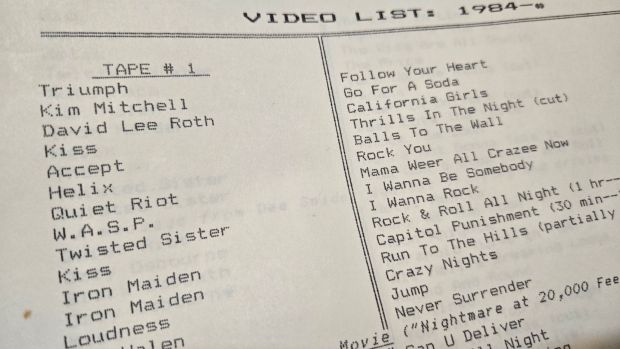 VIDEO LIST: 1984-*
TAPE # 1
Triumph
Kim Mitchell
David Lee Roth
Kiss
Accept
Helix
Quiet Riot
W.A.S.P.
Twisted Sister
Kiss
Iron Maiden
Iron Maiden
Loudness
Follow Your Heart
Go For A Soda
California Girls
Thrills In The Night (cut)
Balls To The Wall
Rock You
Mama Weer All Crazee Now
I Wanna Be Somebody
I Wanna Rock
Rock & Roll All Night (1 hr--
Capitol Punishment (30 min--
Run To The Hills (partially
Crazy Nights
Jump
Never Surrender
Movie ("Nightmare at 20,000 Fee
U Deliver
Night